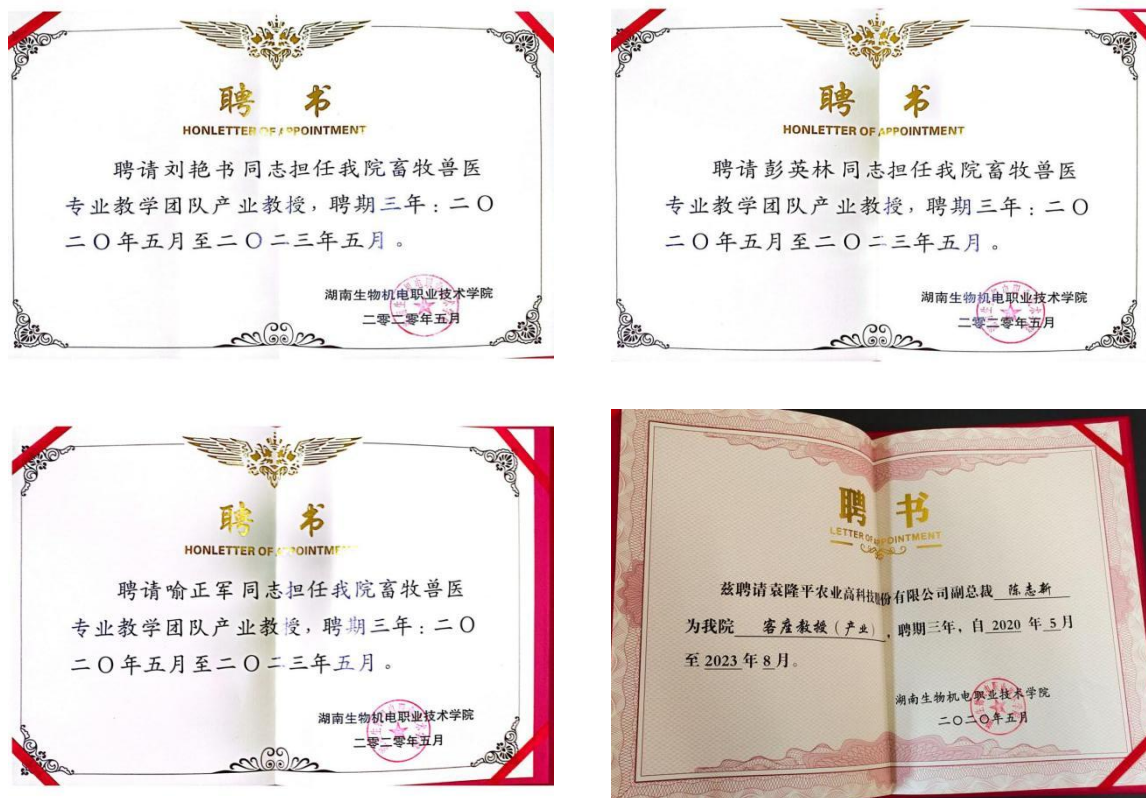 聘 书
HONLETTER OF APPOINTMENT
聘请刘艳书同志担任我院畜牧兽医
专业教学团队产业教授，聘期三年：二〇
二〇年五月至二〇二三年五月。
湖南生物机电职业技术学院
二零二零年五月
聘 书
HONLETTER OF APPOINTMENT
聘请彭英林同志担任我院畜牧兽医
专业教学团队产业教授，聘期三年：二〇
二〇年五月至二〇二三年五月。
湖南生物机电职业技术学院
二零二零年五月
聘 书
HONLETTER OF APPOINTMENT
聘请喻正军同志担任我院畜牧兽医
专业教学团队产业教授，聘期三年：二〇
二〇年五月至二〇二三年五月。
湖南生物机电职业技术学院
二零二零年五月
聘 书
LETTER OF APPOINTMENT
兹聘请袁隆平农业高科技股份有限公司副总裁 陈志新
为我院 客座教授（产业），聘期三年，自 2020 年 5 月
至 2023 年 8 月。
湖南生物机电职业技术学院
二〇二〇年五月